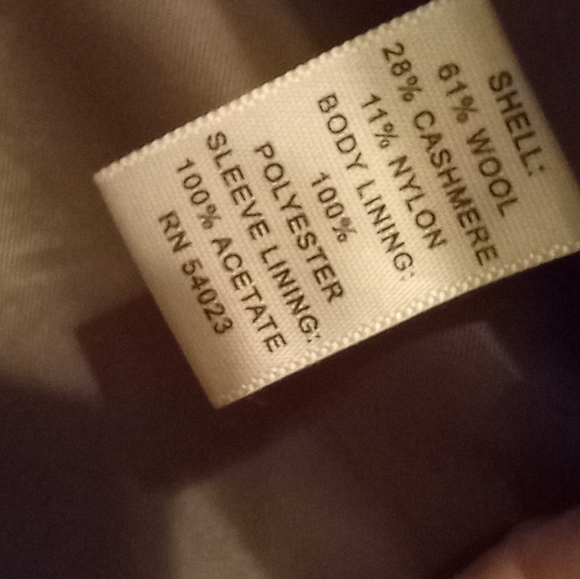 SHELL:
61% WOOL
28% CASHMERE
11% NYLON
BODY LINING:
100%
POLYESTER
SLEEVE LINING:
100% ACETATE
RN 54023